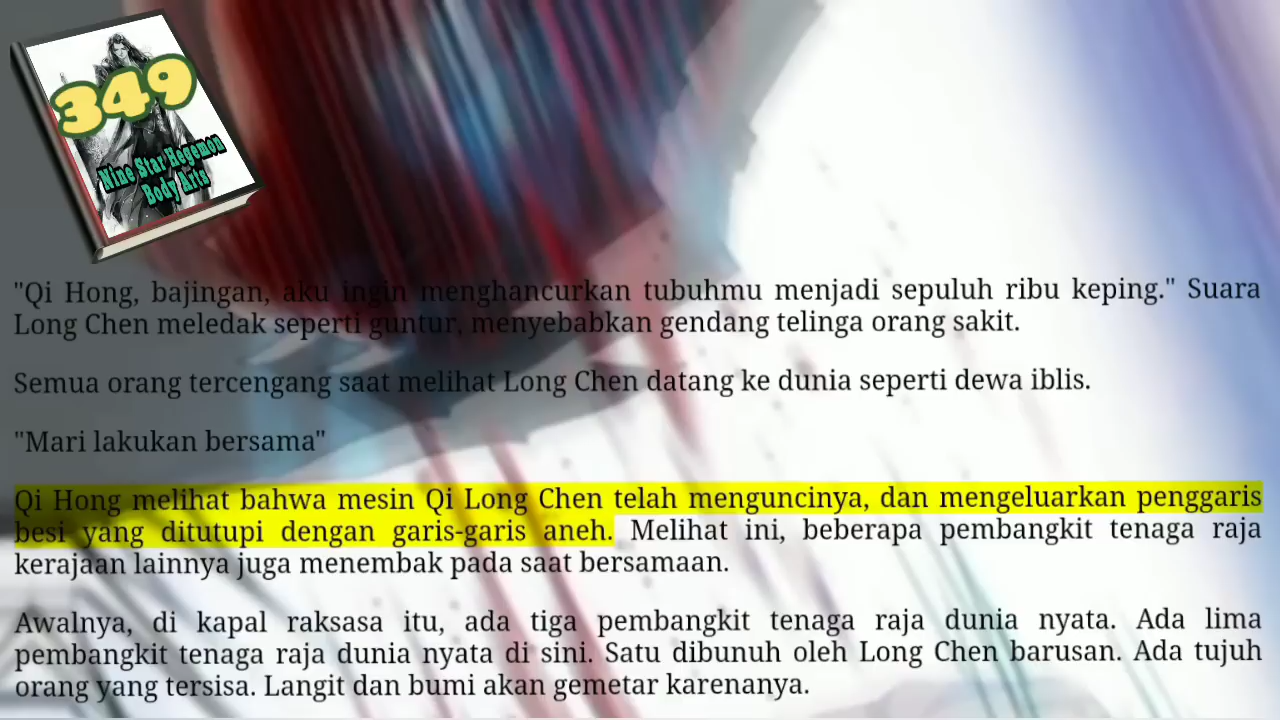 349
Nine Star Hegemon
Body Arts
"Qi Hong, bajingan, aku ingin menghancurkan tubuhmu menjadi sepuluh ribu keping." Suara
Long Chen meledak seperti guntur, menyebabkan gendang telinga orang sakit.
Semua orang tercengang saat melihat Long Chen datang ke dunia seperti dewa iblis.
"Mari lakukan bersama"
Qi Hong melihat bahwa mesin Qi Long Chen telah menguncinya, dan mengeluarkan penggaris
besi yang ditutupi dengan garis-garis aneh. Melihat ini, beberapa pembangkit tenaga raja
kerajaan lainnya juga menembak pada saat bersamaan.
Awalnya, di kapal raksasa itu, ada tiga pembangkit tenaga raja dunia nyata. Ada lima
pembangkit tenaga raja dunia nyata di sini. Satu dibunuh oleh Long Chen barusan. Ada tujuh
orang yang tersisa. Langit dan bumi akan gemetar karenanya.